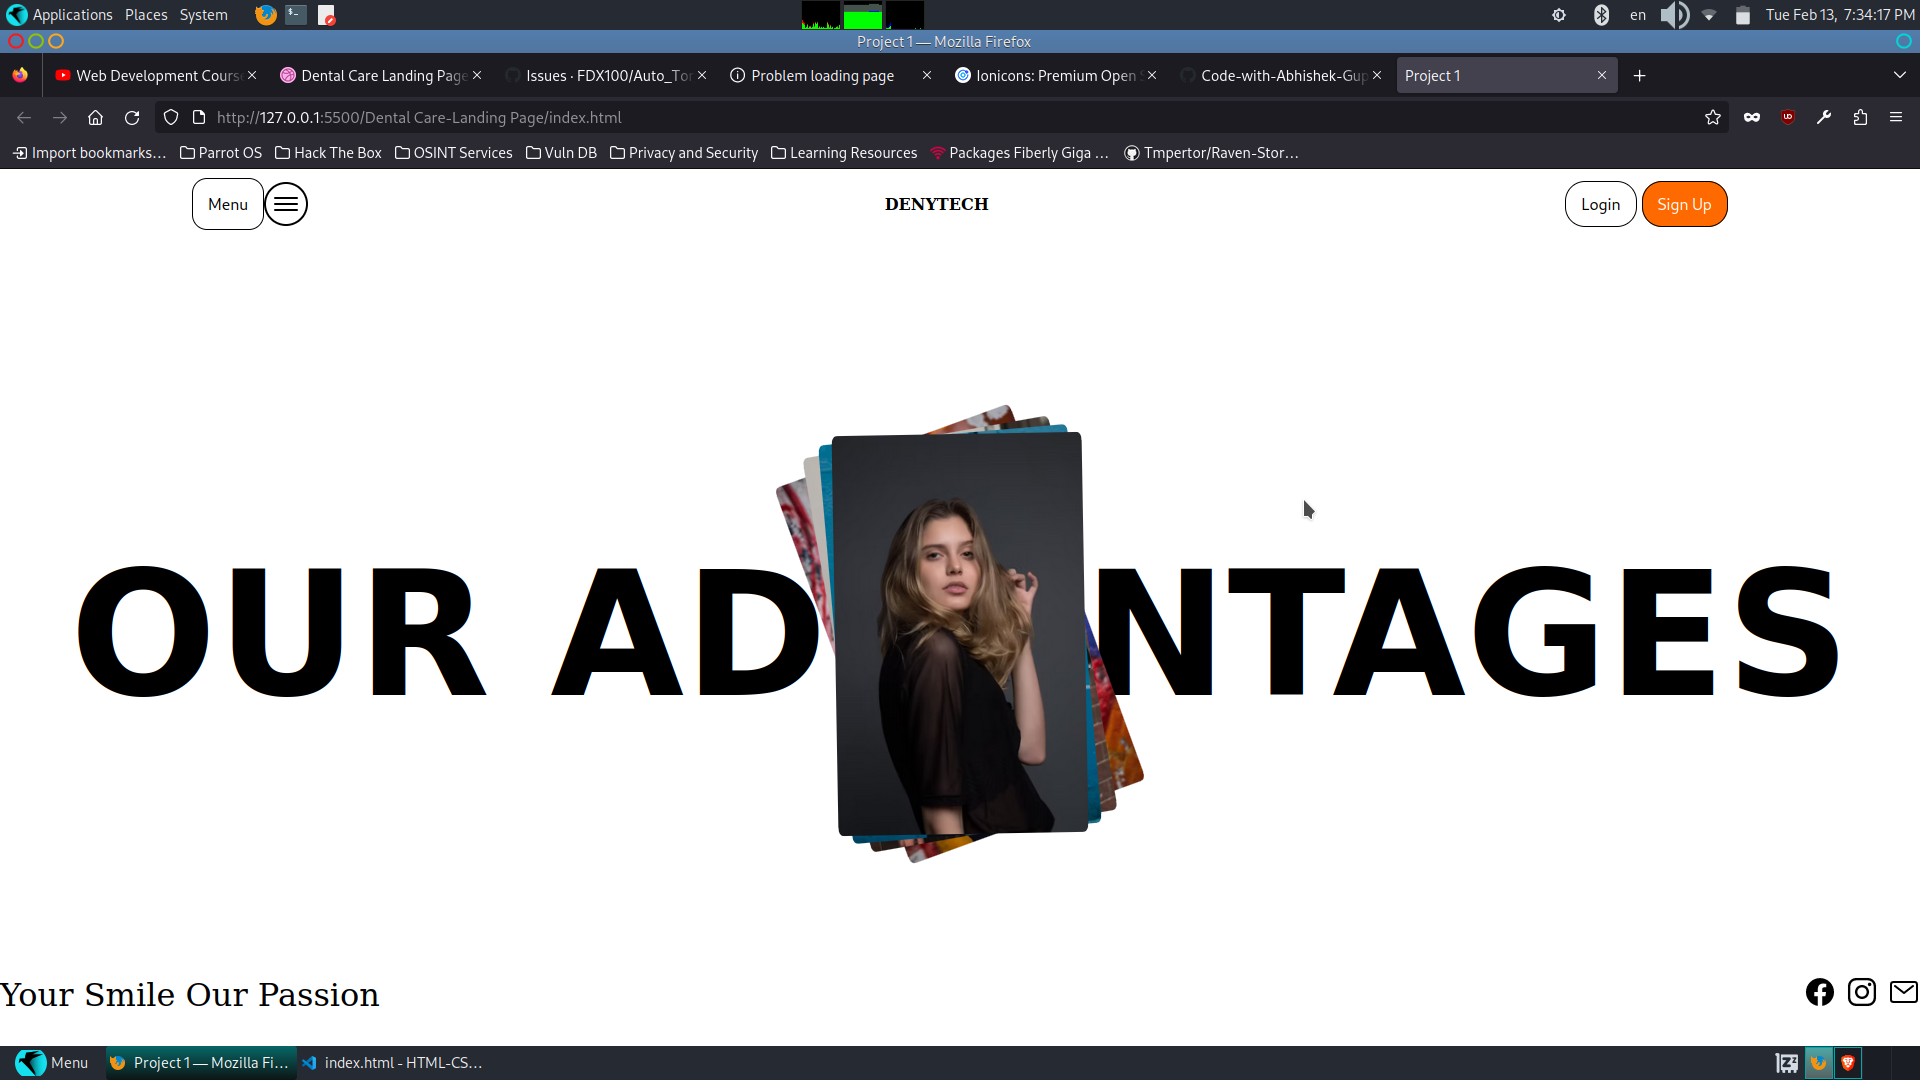 Applications Places System
en Tue Feb 13, 7:34:17 PM
Project 1 — Mozilla Firefox
Web Development Cours
Dental Care Landing Page
Issues · FDX100/Auto_Tor
Problem loading page
Ionicons: Premium Open S
Code-with-Abhishek-Gup
Project 1
http://127.0.0.1:5500/Dental Care-Landing Page/index.html
Import bookmarks... Parrot OS Hack The Box OSINT Services Vuln DB Privacy and Security Learning Resources Packages Fiberly Giga ... Tmpertor/Raven-Stor...
Menu DENYTECH Login Sign Up
OUR AD NTAGES
Your Smile Our Passion
Menu Project 1 — Mozilla Fi... index.html - HTML-CS...